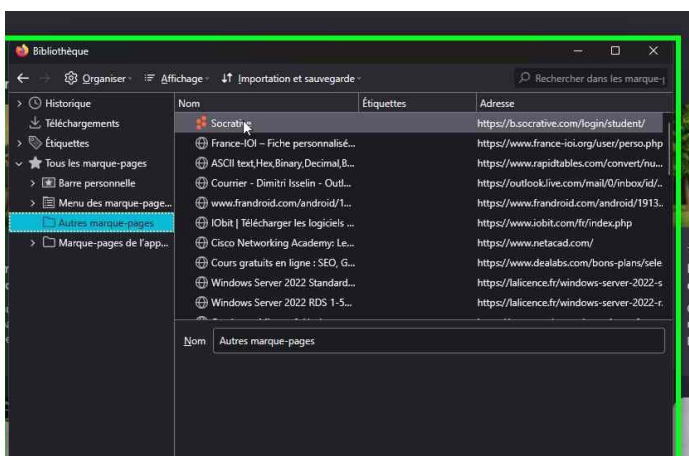 Bibliothèque
Organiser Affichage Importation et sauvegarde Rechercher dans les marque-p
Historique
Téléchargements
Étiquettes
Tous les marque-pages
Barre personnelle
Menu des marque-page...
Autres marque-pages
Marque-pages de l'app...
Nom Étiquettes Adresse
Socrative https://b.socrative.com/login/student/
France-IOI – Fiche personnalisé... https://www.france-ioi.org/user/perso.php
ASCII text,Hex,Binary,Decimal,B... https://www.rapidtables.com/convert/nu...
Courrier - Dimitri Isselin - Outl... https://outlook.live.com/mail/0/inbox/id/..
www.frandroid.com/android/1... https://www.frandroid.com/android/1913..
IObit | Télécharger les logiciels ... https://www.iobit.com/fr/index.php
Cisco Networking Academy: Le... https://www.netacad.com/
Cours gratuits en ligne : SEO, G... https://www.dealabs.com/bons-plans/sele
Windows Server 2022 Standard... https://lalicence.fr/windows-server-2022-s
Windows Server 2022 RDS 1-5... https://lalicence.fr/windows-server-2022-r.
Nom Autres marque-pages